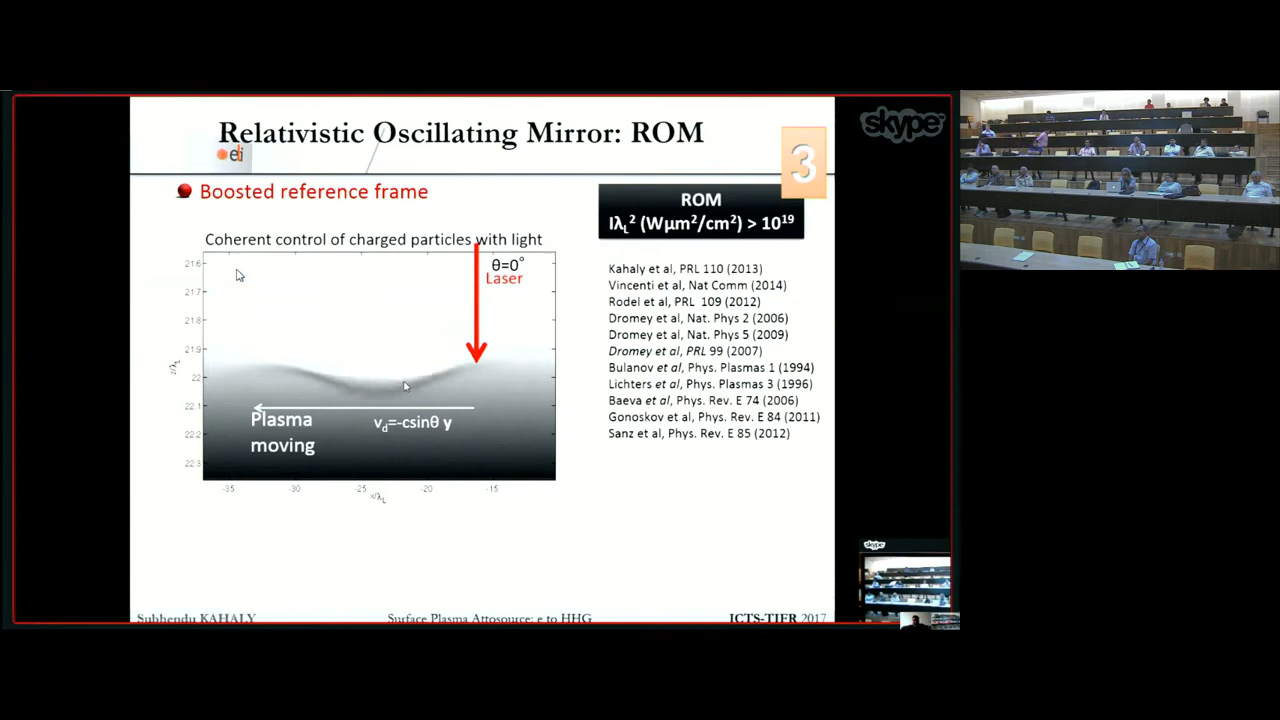 Relativistic Oscillating Mirror: ROM
eli
3
skype
Boosted reference frame
ROM
IλL² (Wμm²/cm²) > 10¹⁹
Coherent control of charged particles with light
θ=0°
Laser
21.6
21.7
21.8
21.9
22
22.1
22.2
22.3
z/λL
Plasma
moving
vd=-csinθ y
-35
-30
-25
-20
-15
x/λL
Kahaly et al, PRL 110 (2013)
Vincenti et al, Nat Comm (2014)
Rodel et al, PRL 109 (2012)
Dromey et al, Nat. Phys 2 (2006)
Dromey et al, Nat. Phys 5 (2009)
Dromey et al, PRL 99 (2007)
Bulanov et al, Phys. Plasmas 1 (1994)
Lichters et al, Phys. Plasmas 3 (1996)
Baeva et al, Phys. Rev. E 74 (2006)
Gonoskov et al, Phys. Rev. E 84 (2011)
Sanz et al, Phys. Rev. E 85 (2012)
skype
Subhendu KAHALY
Surface Plasma Attosource: e to HHG
ICTS-TIFR 2017